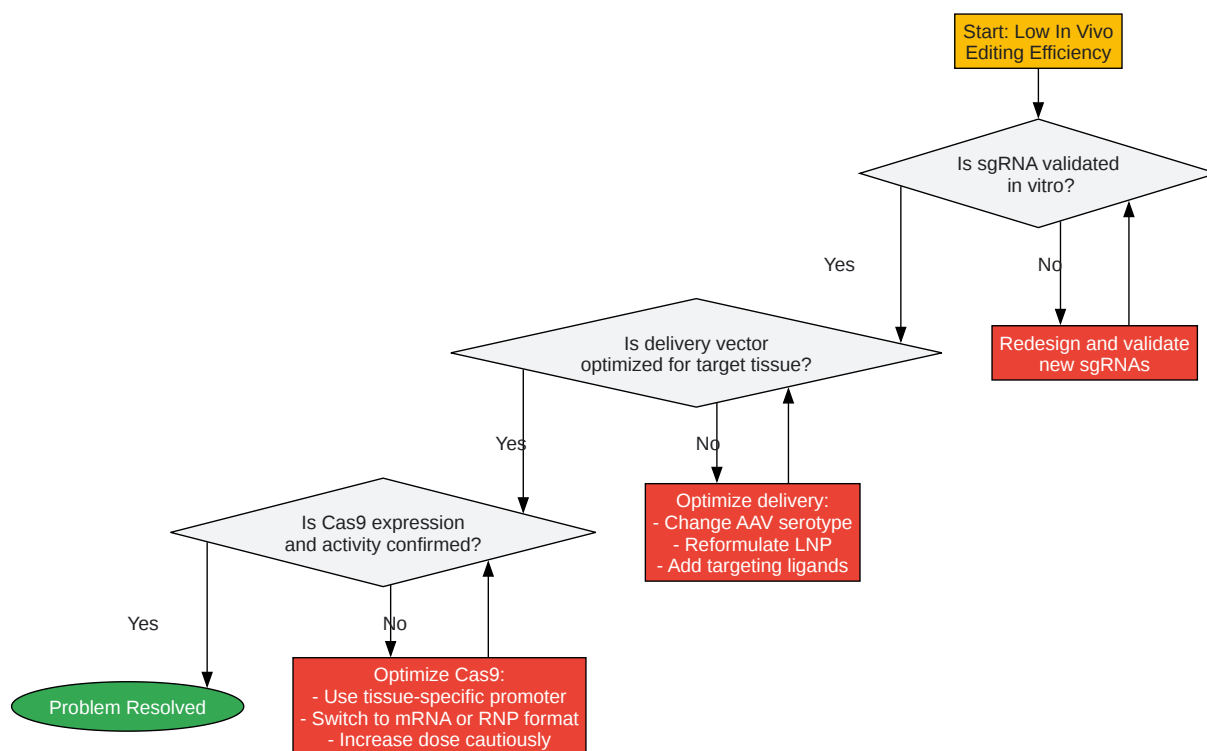 Start: Low In Vivo
Editing Efficiency
Is sgRNA validated
in vitro?
Yes
No
Redesign and validate
new sgRNAs
Is delivery vector
optimized for target tissue?
Yes
No
Optimize delivery:
- Change AAV serotype
- Reformulate LNP
- Add targeting ligands
Is Cas9 expression
and activity confirmed?
Yes
No
Problem Resolved
Optimize Cas9:
- Use tissue-specific promoter
- Switch to mRNA or RNP format
- Increase dose cautiously